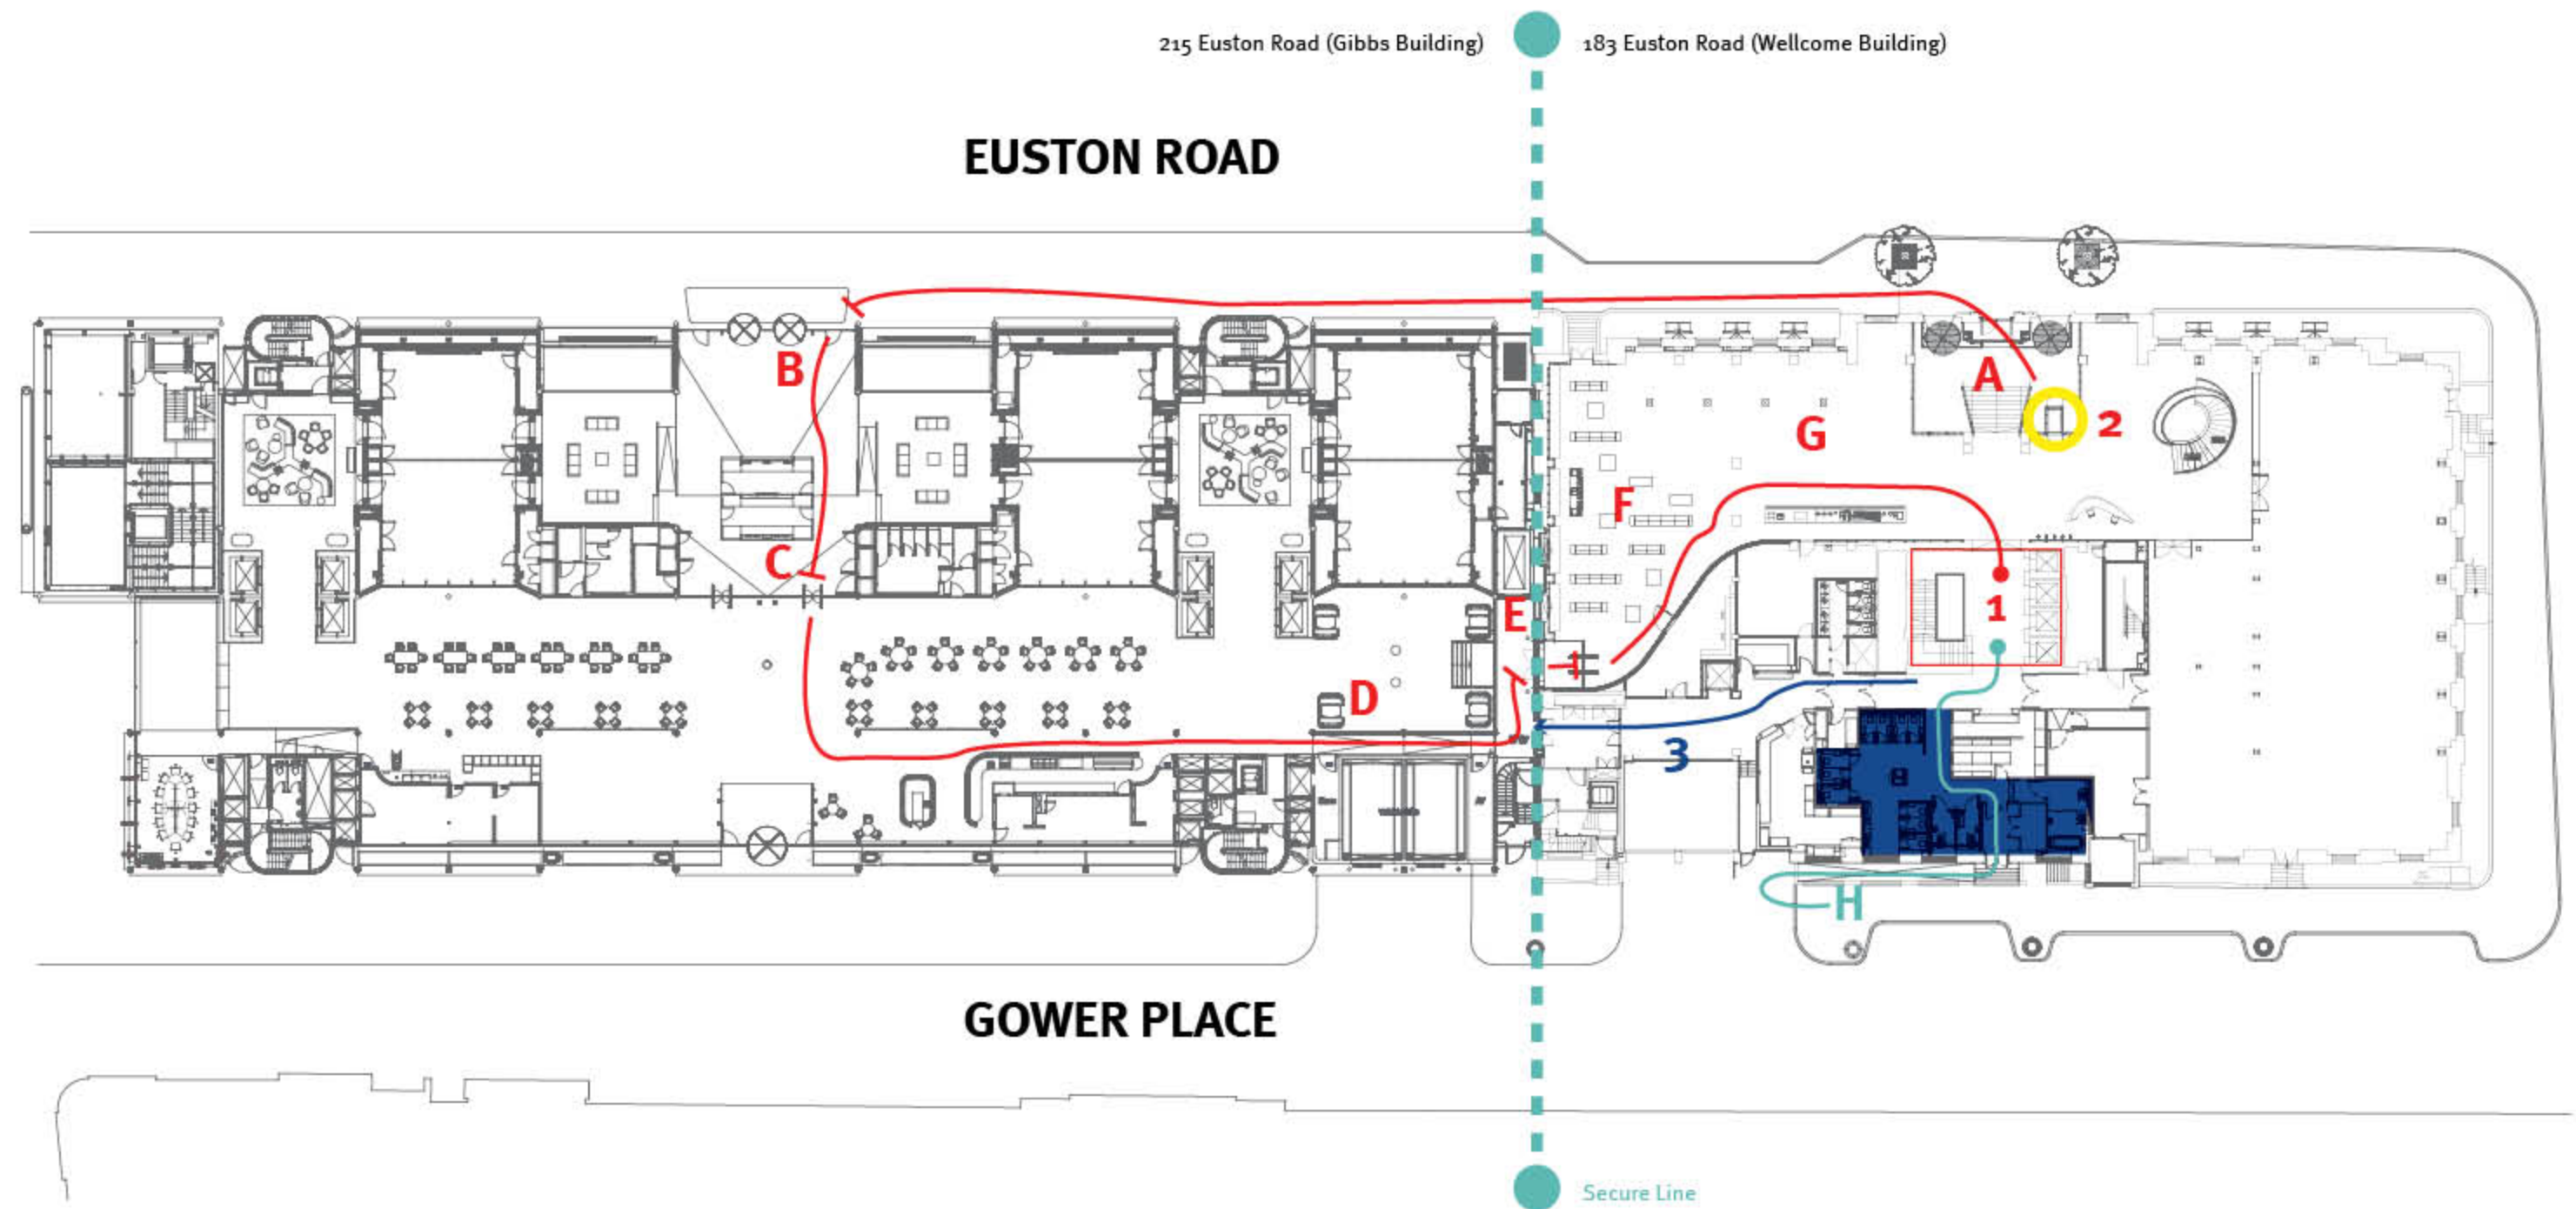 215 Euston Road (Gibbs Building)
183 Euston Road (Wellcome Building)
EUSTON ROAD
B
A
2
G
F
C
1
E
D
3
H
GOWER PLACE
Secure Line